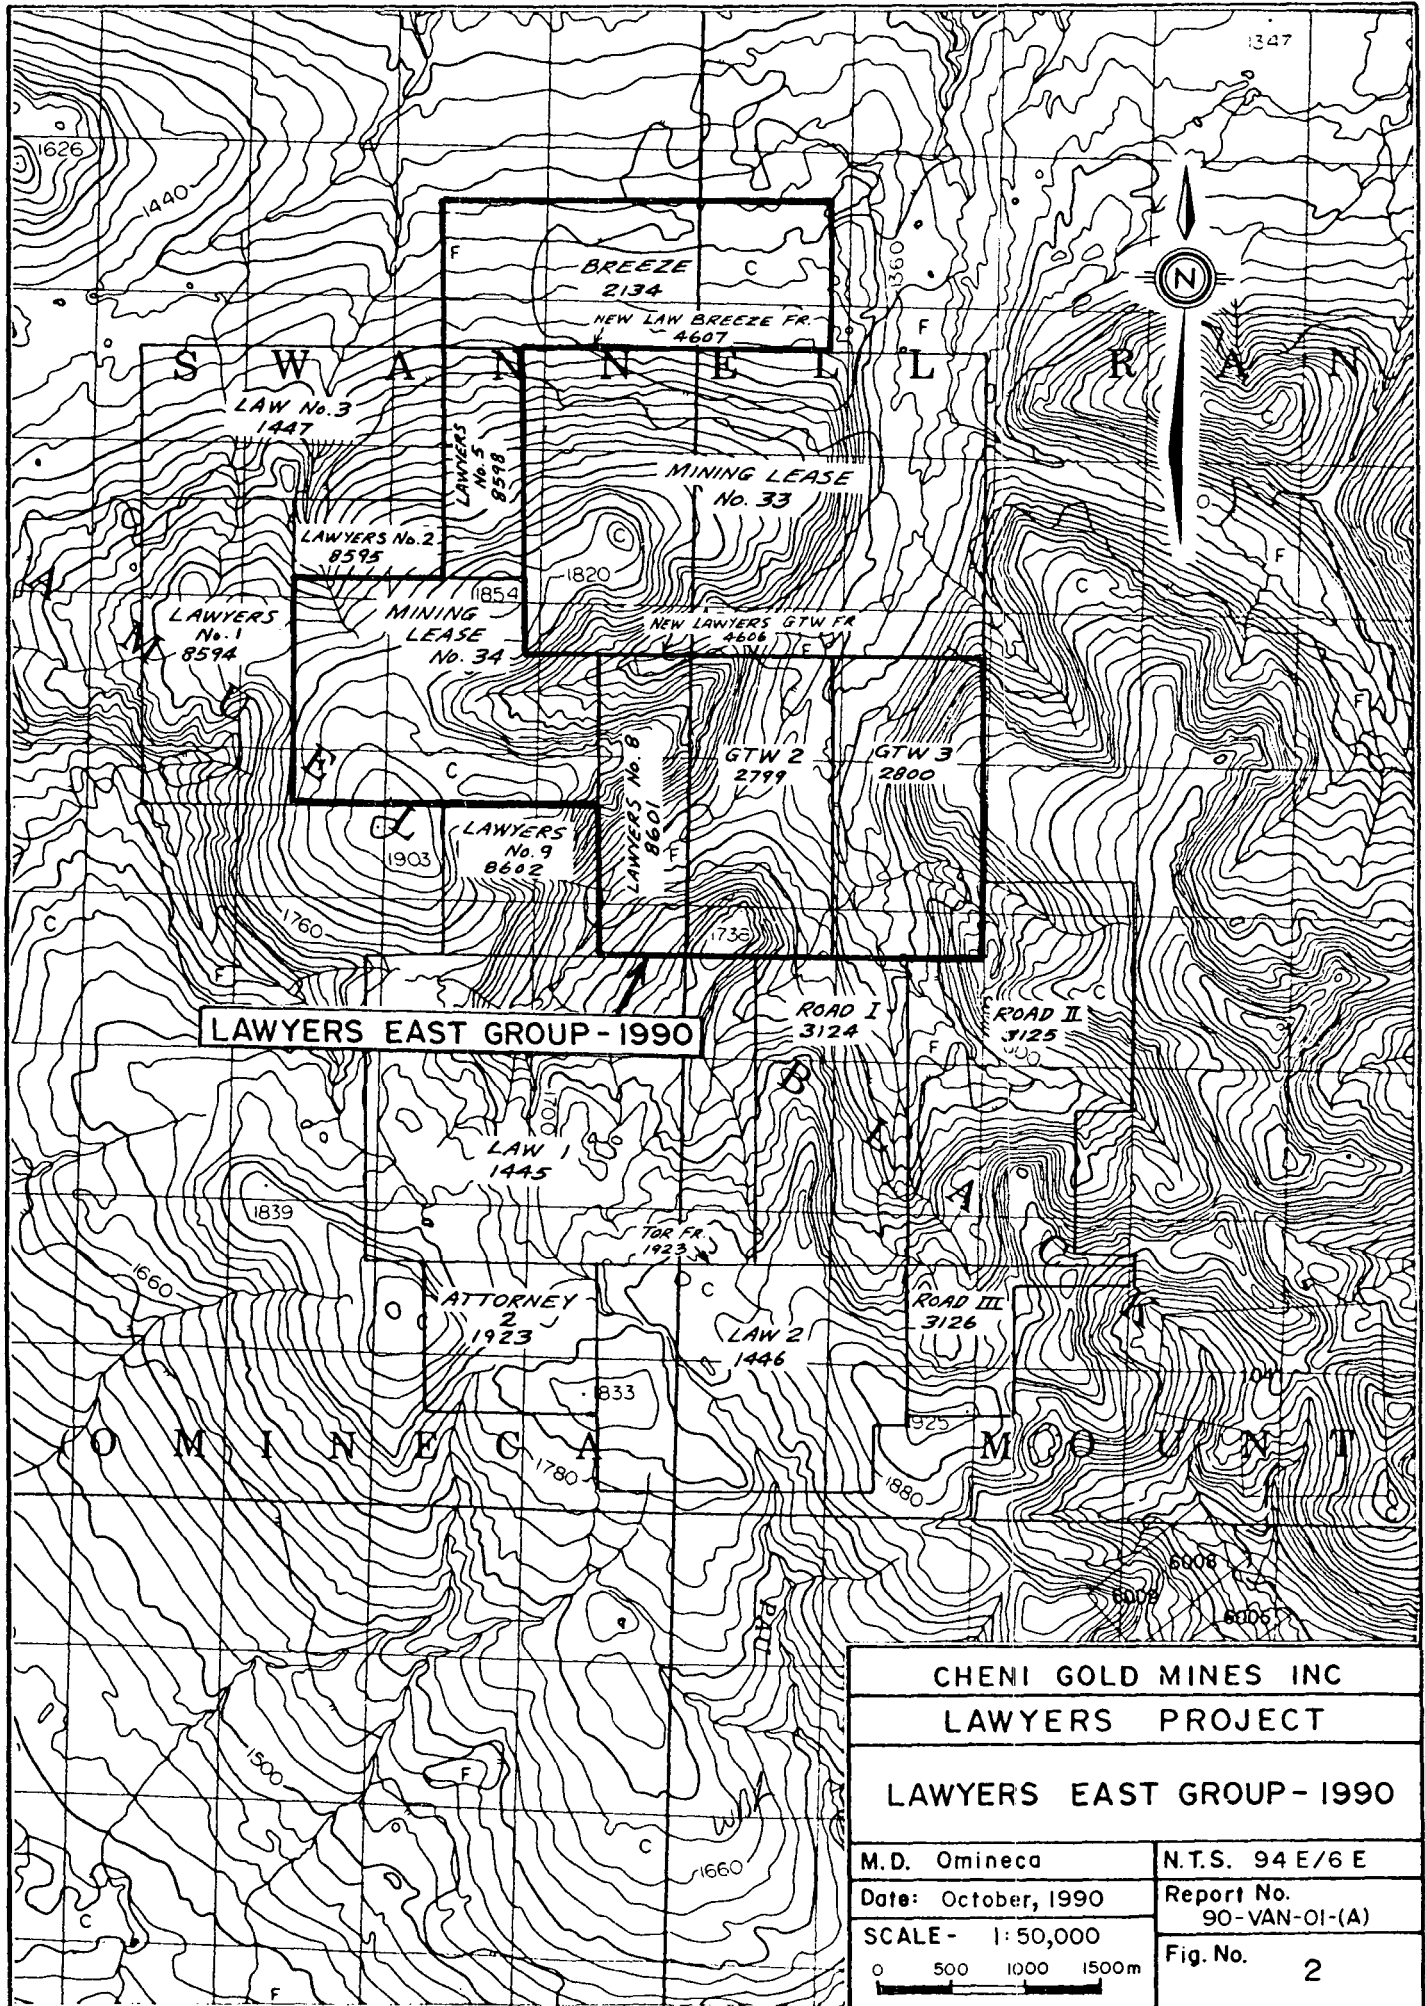 1347
1626
1440
F
BREEZE
2134
C
1360
N
NEW LAW BREEZE FR.
4607
F
S W A N N E L L R A N
LAW No. 3
1447
C
LAWYERS
No. 5
8598
MINING LEASE
No. 33
LAWYERS No. 2
8595
C
F
1820
C
1854
LAWYERS
No. 1
8594
MINING
LEASE
No. 34
NEW LAWYERS GTW FR
4606
F
F
C
LAWYERS No. 8
8601
GTW 2
2799
GTW 3
2800
LAWYERS
No. 9
8602
1903
F
C
1760
1738
F
LAWYERS EAST GROUP-1990
ROAD I
3124
ROAD II
3125
C
F
B L A C K
1700
LAW 1
1445
1839
TOR FR.
1923
1660
C
ATTORNEY
2
1923
C
ROAD III
3126
LAW 2
1446
1833
1925
O M I N E C A M O U N T
1780
1880
C
6008
6009
6006
1500
F
C
1660
C
F
CHENI GOLD MINES INC
LAWYERS PROJECT
LAWYERS EAST GROUP-1990
M.D. Omineca
N.T.S. 94 E/6 E
Date: October, 1990
Report No.
90-VAN-01-(A)
SCALE- 1:50,000
0 500 1000 1500m
Fig. No. 2